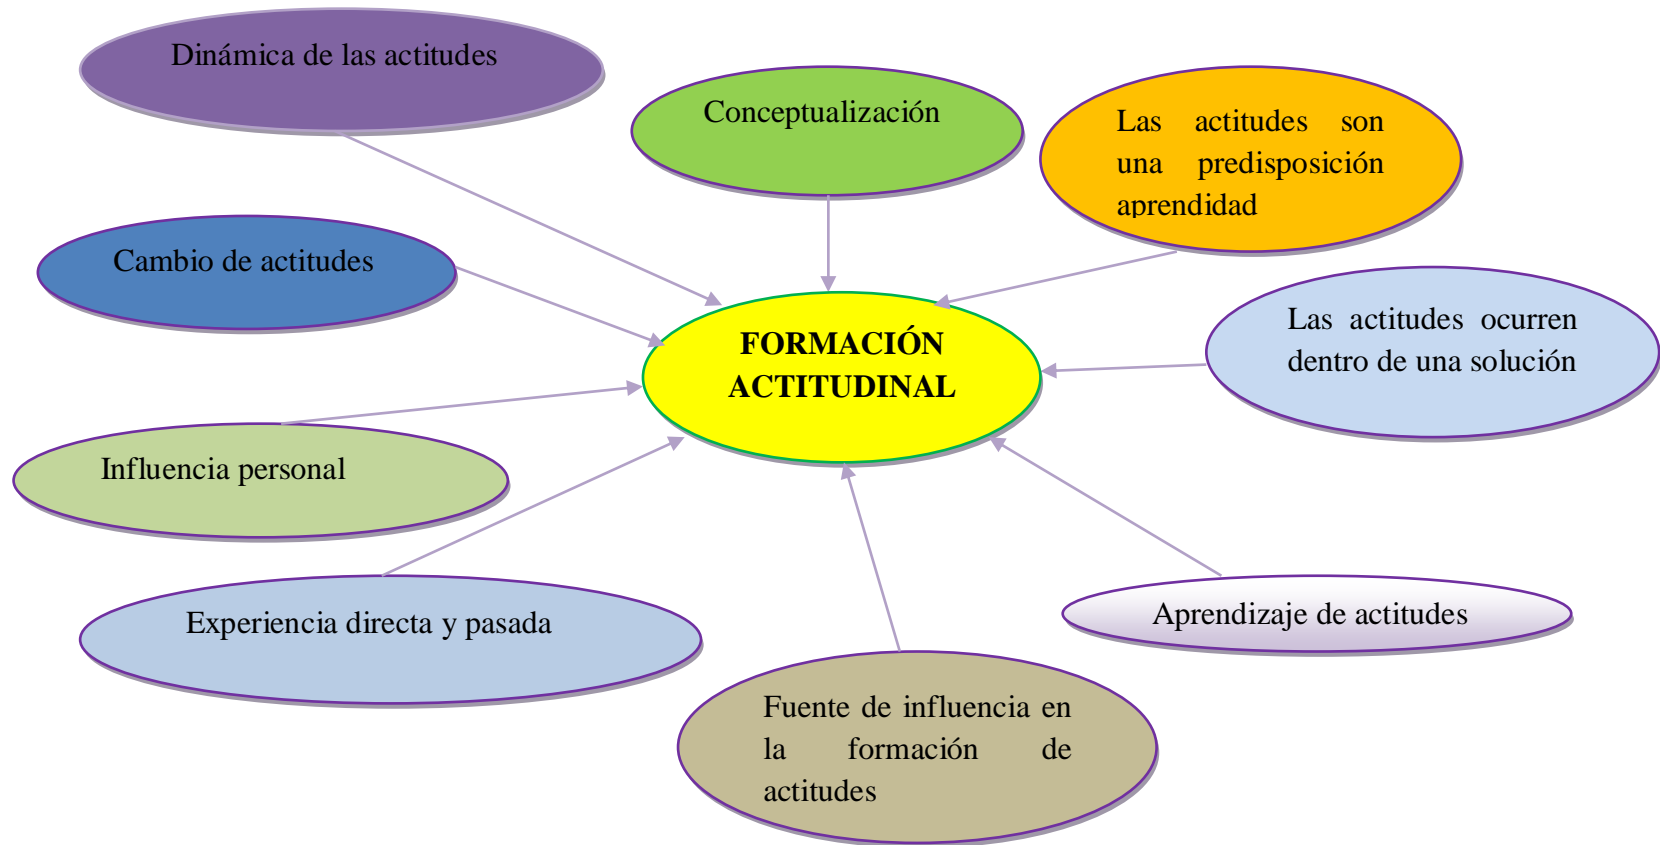 Dinámica de las actitudes
Conceptualización
Las actitudes son
una predisposición
aprendidad
Cambio de actitudes
Las actitudes ocurren
dentro de una solución
FORMACIÓN
ACTITUDINAL
Influencia personal
Experiencia directa y pasada
Aprendizaje de actitudes
Fuente de influencia en
la formación de
actitudes